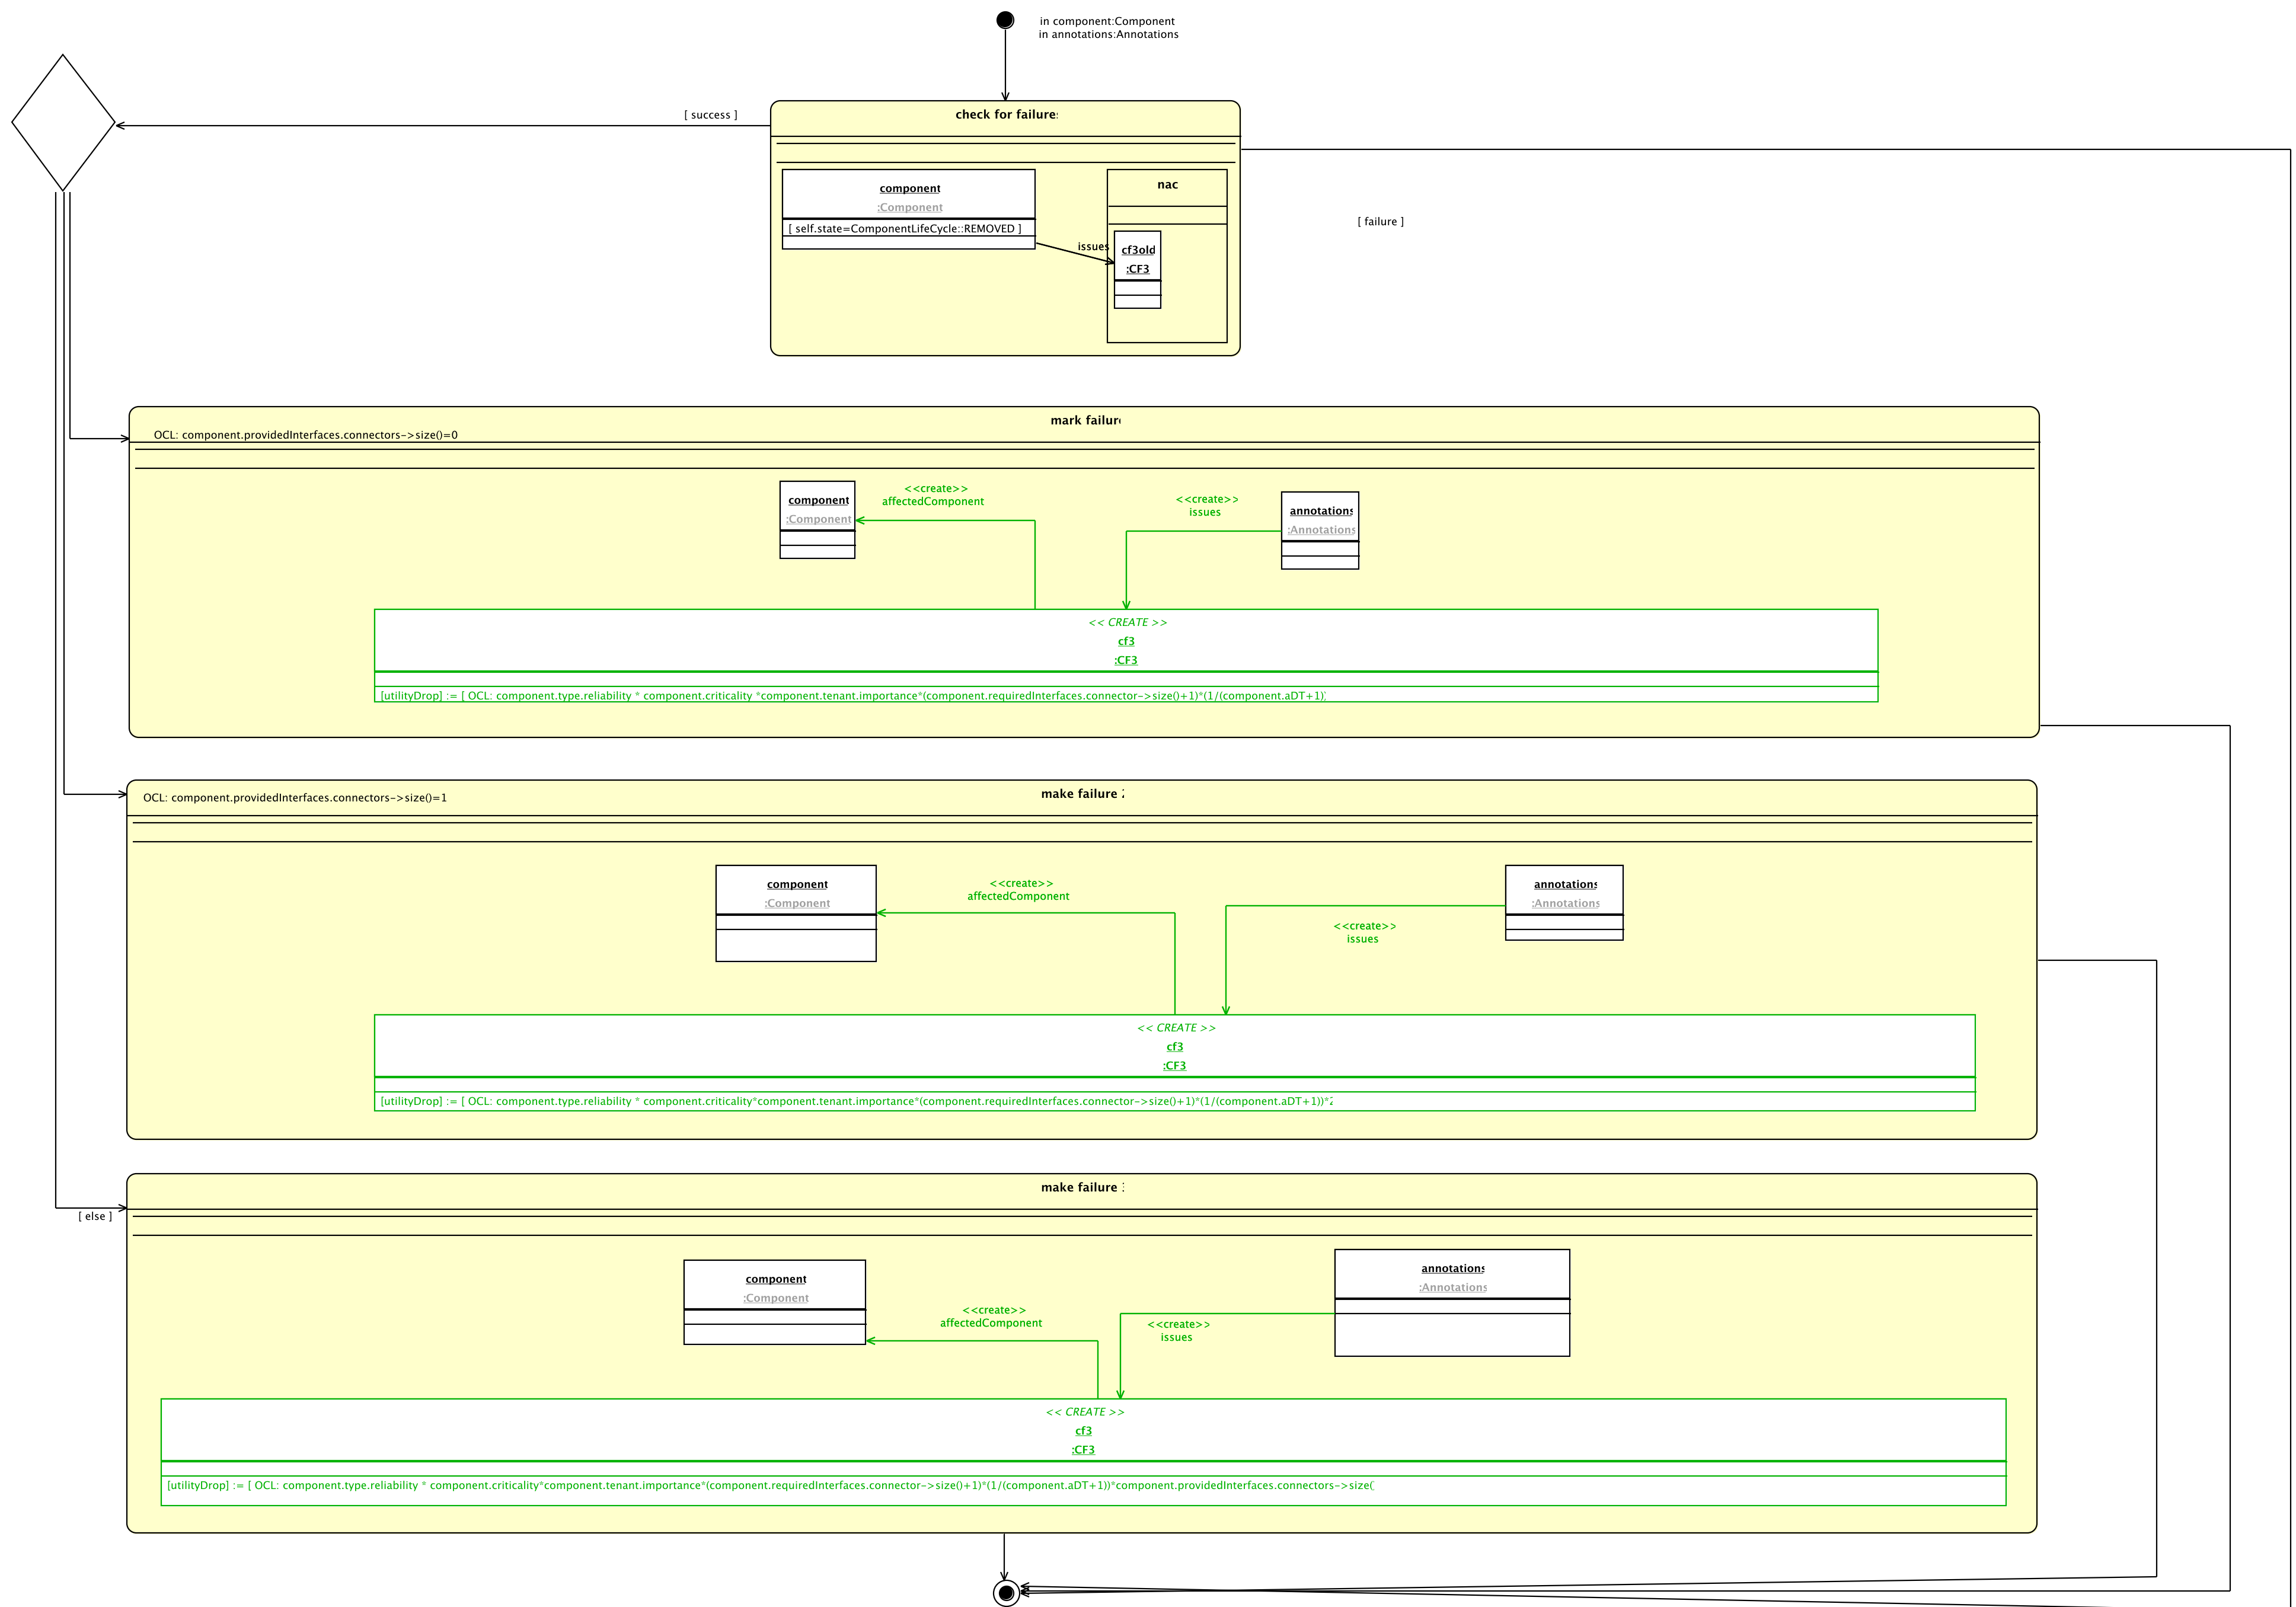 in component:Component
in annotations:Annotations
[ success ]
check for failure:
component
:Component
[ self.state=ComponentLifeCycle::REMOVED ]
nac
issues
cf3old
:CF3
[ failure ]
mark failure
OCL: component.providedInterfaces.connectors->size()=0
component
:Component
<<create>>
affectedComponent
<<create>>
issues
annotations
:Annotations
<< CREATE >>
cf3
:CF3
[utilityDrop] := [ OCL: component.type.reliability * component.criticality *component.tenant.importance*(component.requiredInterfaces.connector->size()+1)*(1/(component.aDT+1))
make failure 2
OCL: component.providedInterfaces.connectors->size()=1
component
:Component
<<create>>
affectedComponent
<<create>>
issues
annotations
:Annotations
<< CREATE >>
cf3
:CF3
[utilityDrop] := [ OCL: component.type.reliability * component.criticality*component.tenant.importance*(component.requiredInterfaces.connector->size()+1)*(1/(component.aDT+1))*2
[ else ]
make failure
component
:Component
<<create>>
affectedComponent
<<create>>
issues
annotations
:Annotations
<< CREATE >>
cf3
:CF3
[utilityDrop] := [ OCL: component.type.reliability * component.criticality*component.tenant.importance*(component.requiredInterfaces.connector->size()+1)*(1/(component.aDT+1))*component.providedInterfaces.connectors->size(